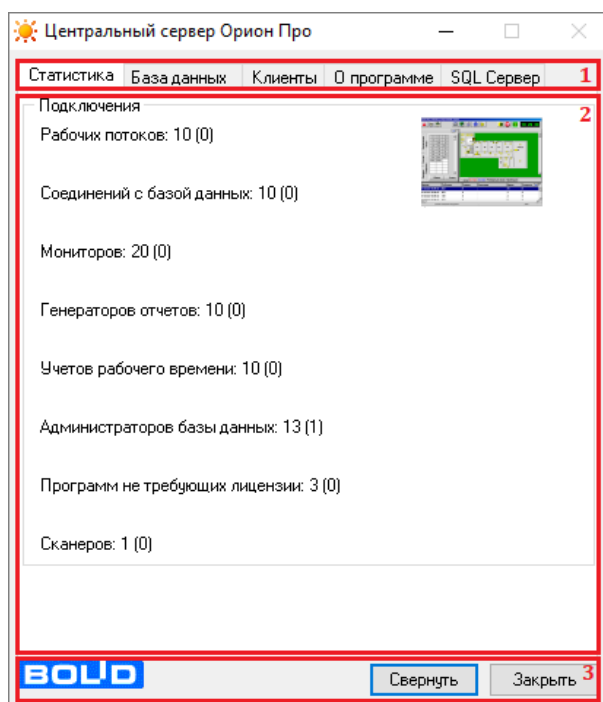 Центральный сервер Орион Про
Статистика База данных Клиенты О программе SQL Сервер 1
Подключения 2
Рабочих потоков: 10 (0)
Соединений с базой данных: 10 (0)
Мониторов: 20 (0)
Генераторов отчетов: 10 (0)
Учетов рабочего времени: 10 (0)
Администраторов базы данных: 13 (1)
Программ не требующих лицензии: 3 (0)
Сканеров: 1 (0)
BOLID Свернуть Закрыть 3